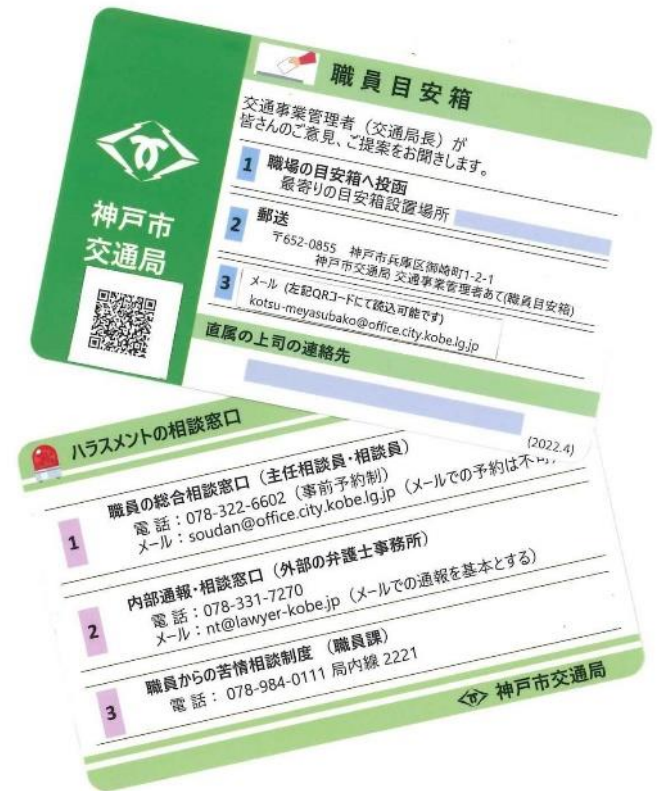 職員目安箱
交通事業管理者（交通局長）が
皆さんのご意見、ご提案をお聞きします。
1 職場の目安箱へ投函
最寄りの目安箱設置場所
2 郵送
〒652-0855 神戸市兵庫区御崎町1-2-1
神戸市交通局 交通事業管理者あて(職員目安箱)
3 メール (左記QRコードにて読込可能です)
kotsu-meyasubako@office.city.kobe.lg.jp
神戸市
交通局
直属の上司の連絡先
(2022.4)
ハラスメントの相談窓口
1 職員の総合相談窓口（主任相談員・相談員）
電話：078-322-6602（事前予約制）
メール：soudan@office.city.kobe.lg.jp（メールでの予約は不可
2 内部通報・相談窓口（外部の弁護士事務所）
電話：078-331-7270
メール：nt@lawyer-kobe.jp（メールでの通報を基本とする）
3 職員からの苦情相談制度 （職員課）
電話： 078-984-0111 局内線 2221
神戸市交通局